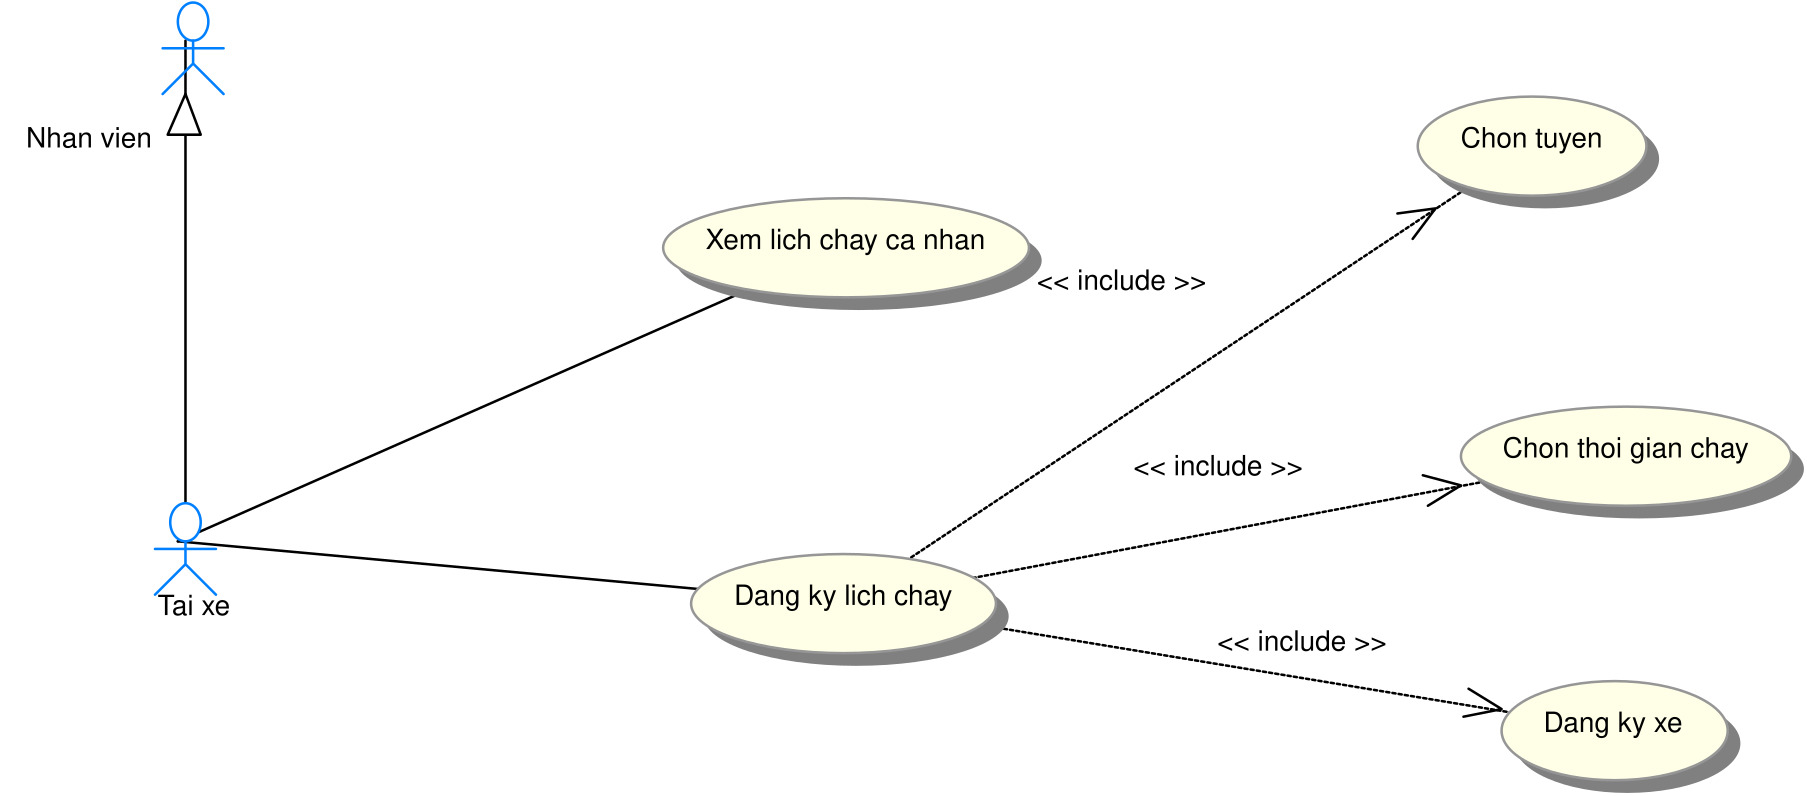 Nhan vien
Chon tuyen
Xem lich chay ca nhan
<< include >>
Chon thoi gian chay
<< include >>
Dang ky lich chay
Tai xe
<< include >>
Dang ky xe